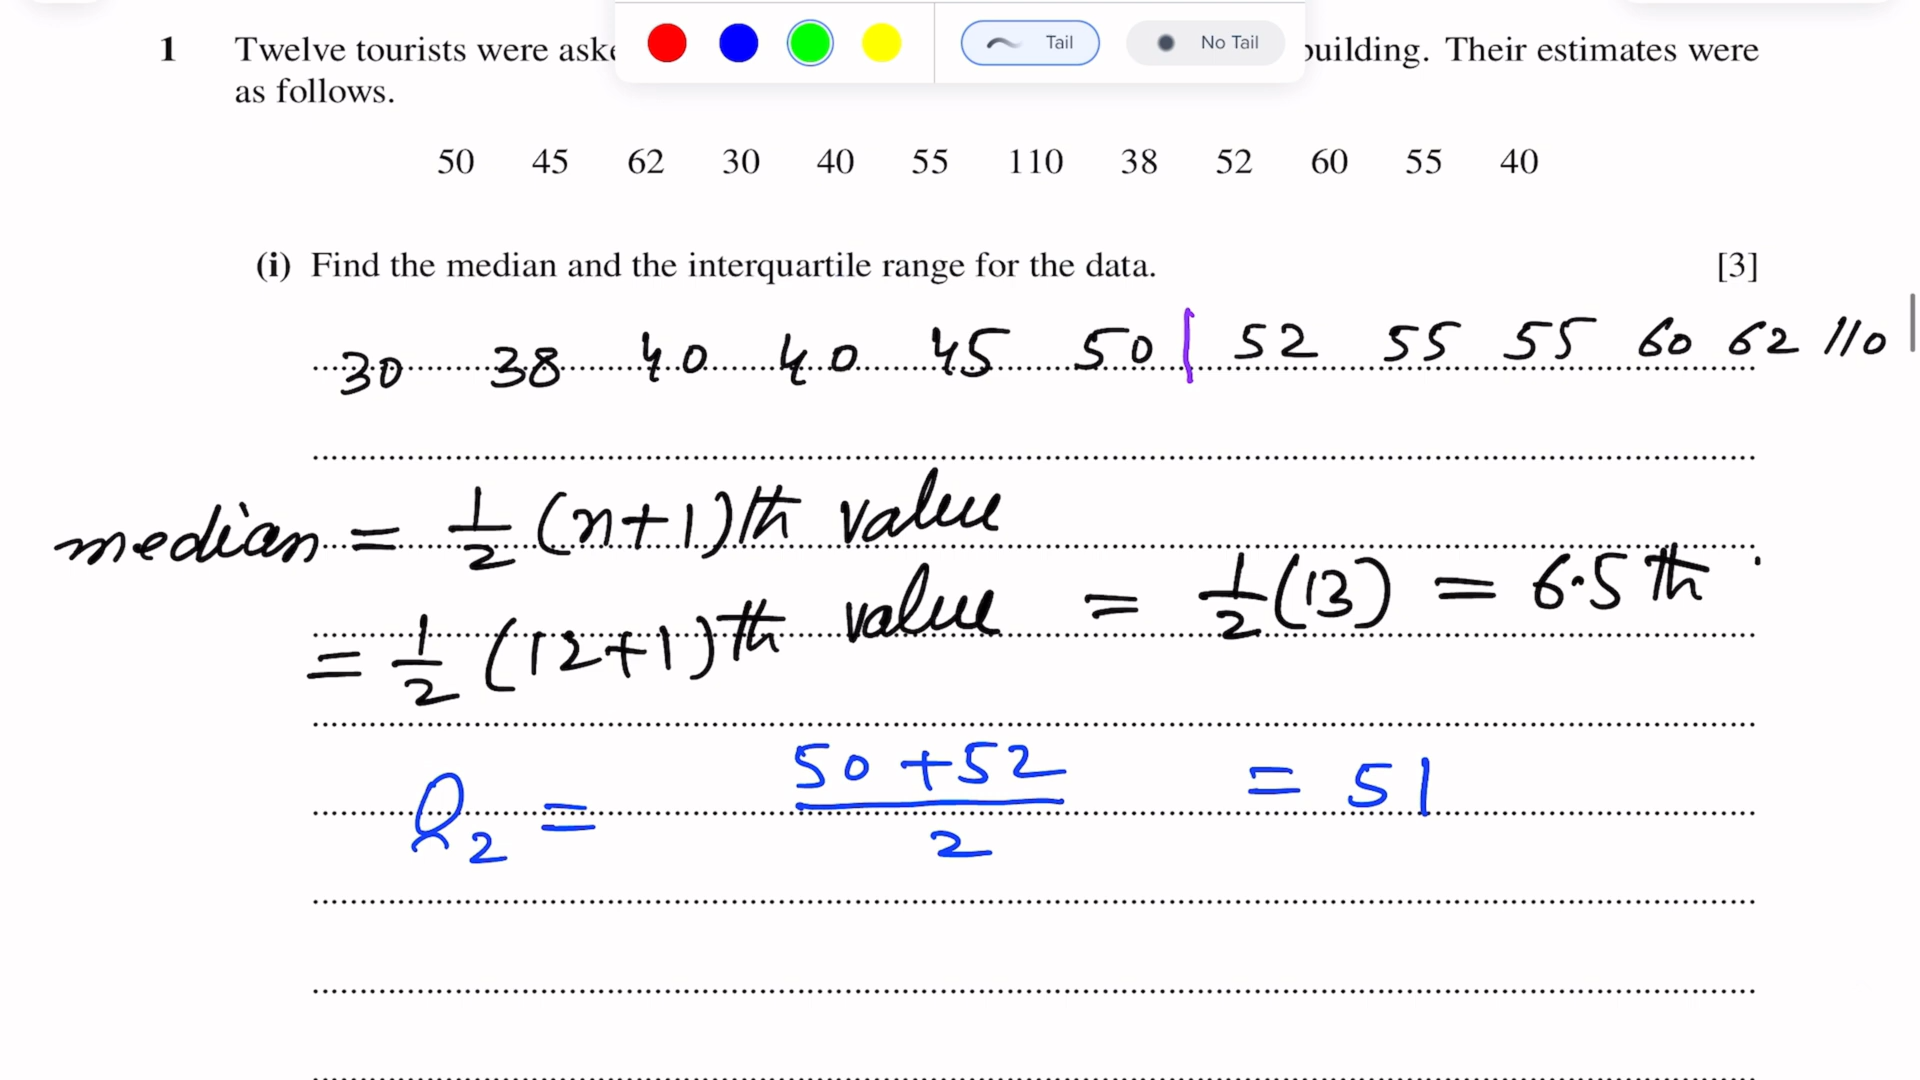 Tail No Tail
1 Twelve tourists were aske building. Their estimates were
as follows.
50 45 62 30 40 55 110 38 52 60 55 40
(i) Find the median and the interquartile range for the data. [3]
30 38 40 40 45 50 | 52 55 55 60 62 110
median = 1/2 (n+1)th value
= 1/2 (12+1)th value = 1/2 (13) = 6.5th
Q2 = (50+52)/2 = 51